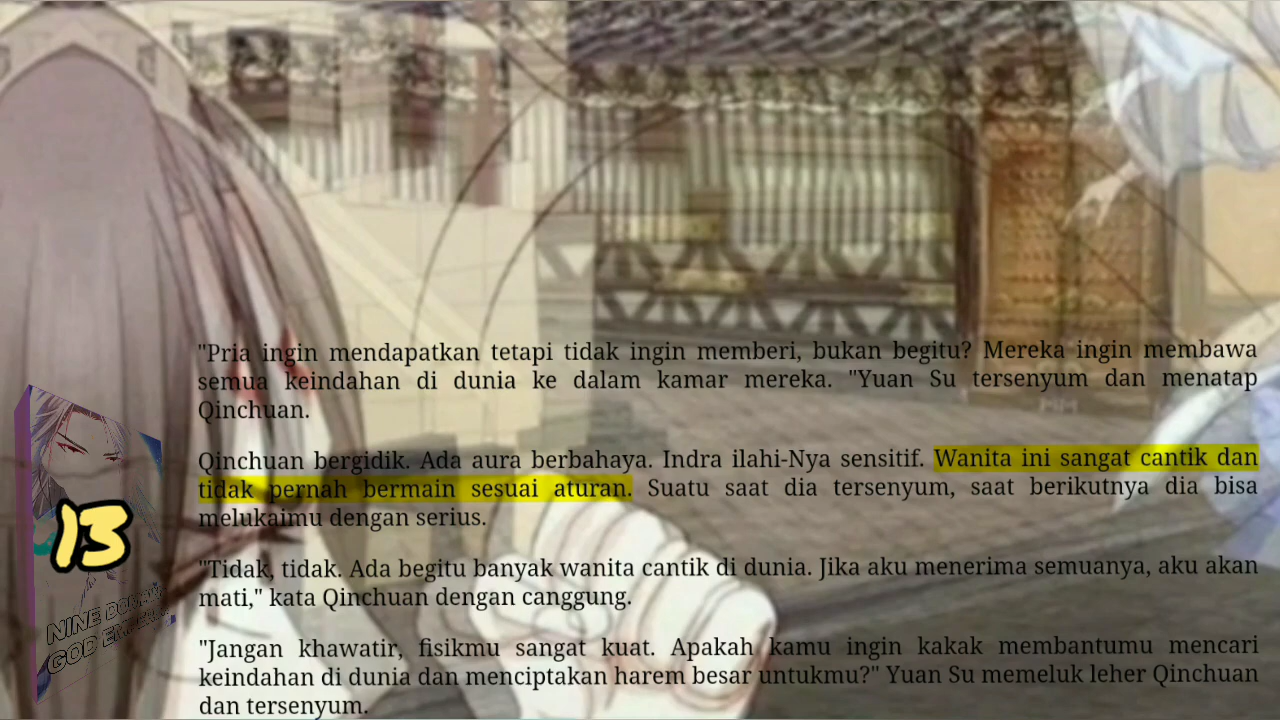 "Pria ingin mendapatkan tetapi tidak ingin memberi, bukan begitu? Mereka ingin membawa
semua keindahan di dunia ke dalam kamar mereka. "Yuan Su tersenyum dan menatap
Qinchuan.
Qinchuan bergidik. Ada aura berbahaya. Indra ilahi-Nya sensitif. Wanita ini sangat cantik dan
tidak pernah bermain sesuai aturan. Suatu saat dia tersenyum, saat berikutnya dia bisa
melukaimu dengan serius.
"Tidak, tidak. Ada begitu banyak wanita cantik di dunia. Jika aku menerima semuanya, aku akan
mati," kata Qinchuan dengan canggung.
"Jangan khawatir, fisikmu sangat kuat. Apakah kamu ingin kakak membantumu mencari
keindahan di dunia dan menciptakan harem besar untukmu?" Yuan Su memeluk leher Qinchuan
dan tersenyum.
13
NINE
GOD